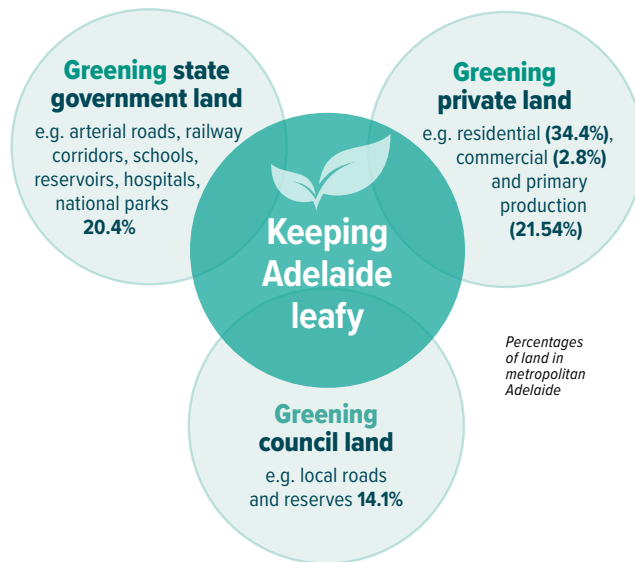 Greening state
government land
e.g. arterial roads, railway
corridors, schools,
reservoirs, hospitals,
national parks
20.4%
Greening
private land
e.g. residential (34.4%),
commercial (2.8%)
and primary
production
(21.54%)
Keeping
Adelaide
leafy
Percentages
of land in
metropolitan
Adelaide
Greening
council land
e.g. local roads
and reserves 14.1%